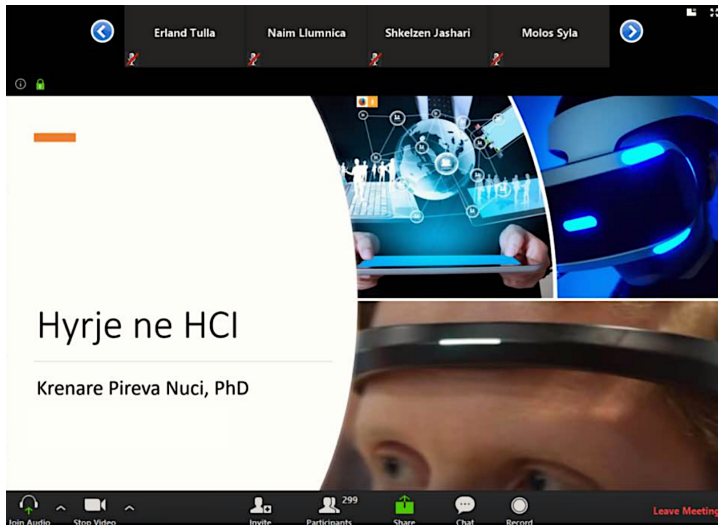 Erland Tulla
Naim Llumnica
Shkelzen Jashari
Molos Syla
Hyrje ne HCI
Krenare Pireva Nuci, PhD
Join Audio
Stop Video
Invite
Participants
299
Share
Chat
Record
Leave Meeting